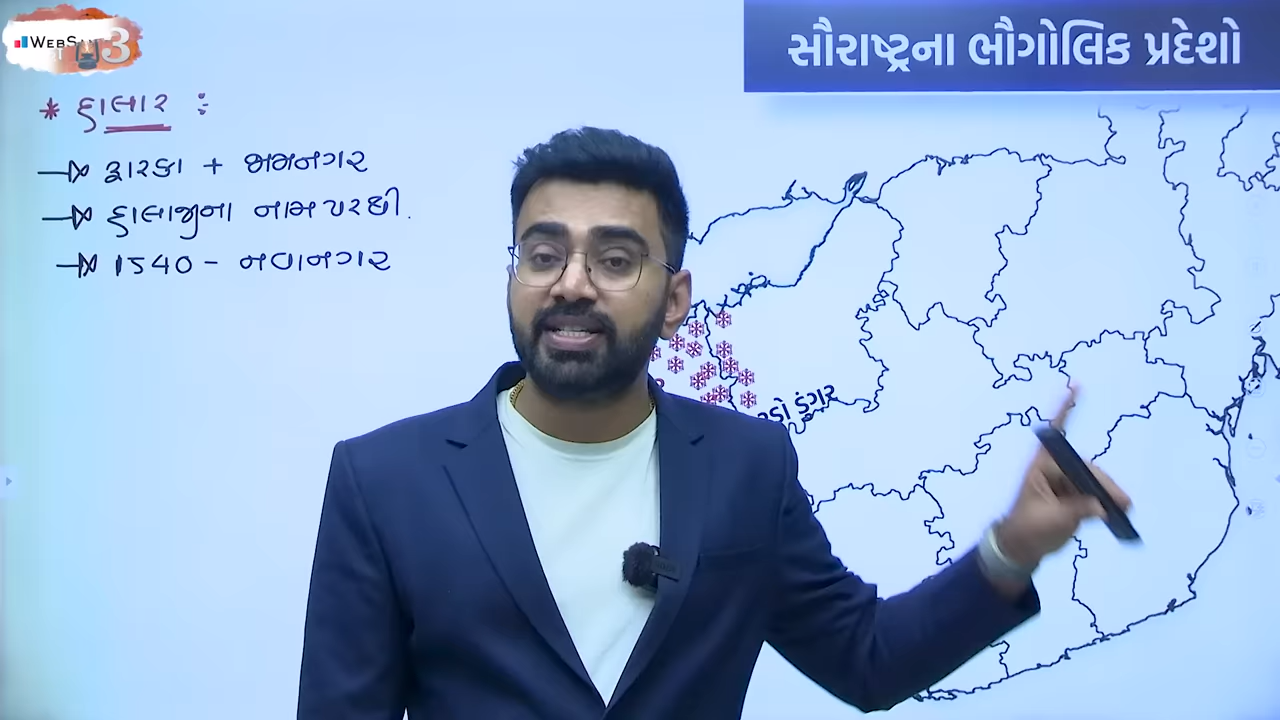 સૌરાષ્ટ્રના ભૌગોલિક પ્રદેશો
* હાલાર :
→ દ્વારકા + જામનગર
→ હાલાજીના નામ પરથી.
→ 1540 - નવાનગર
ડુંગર